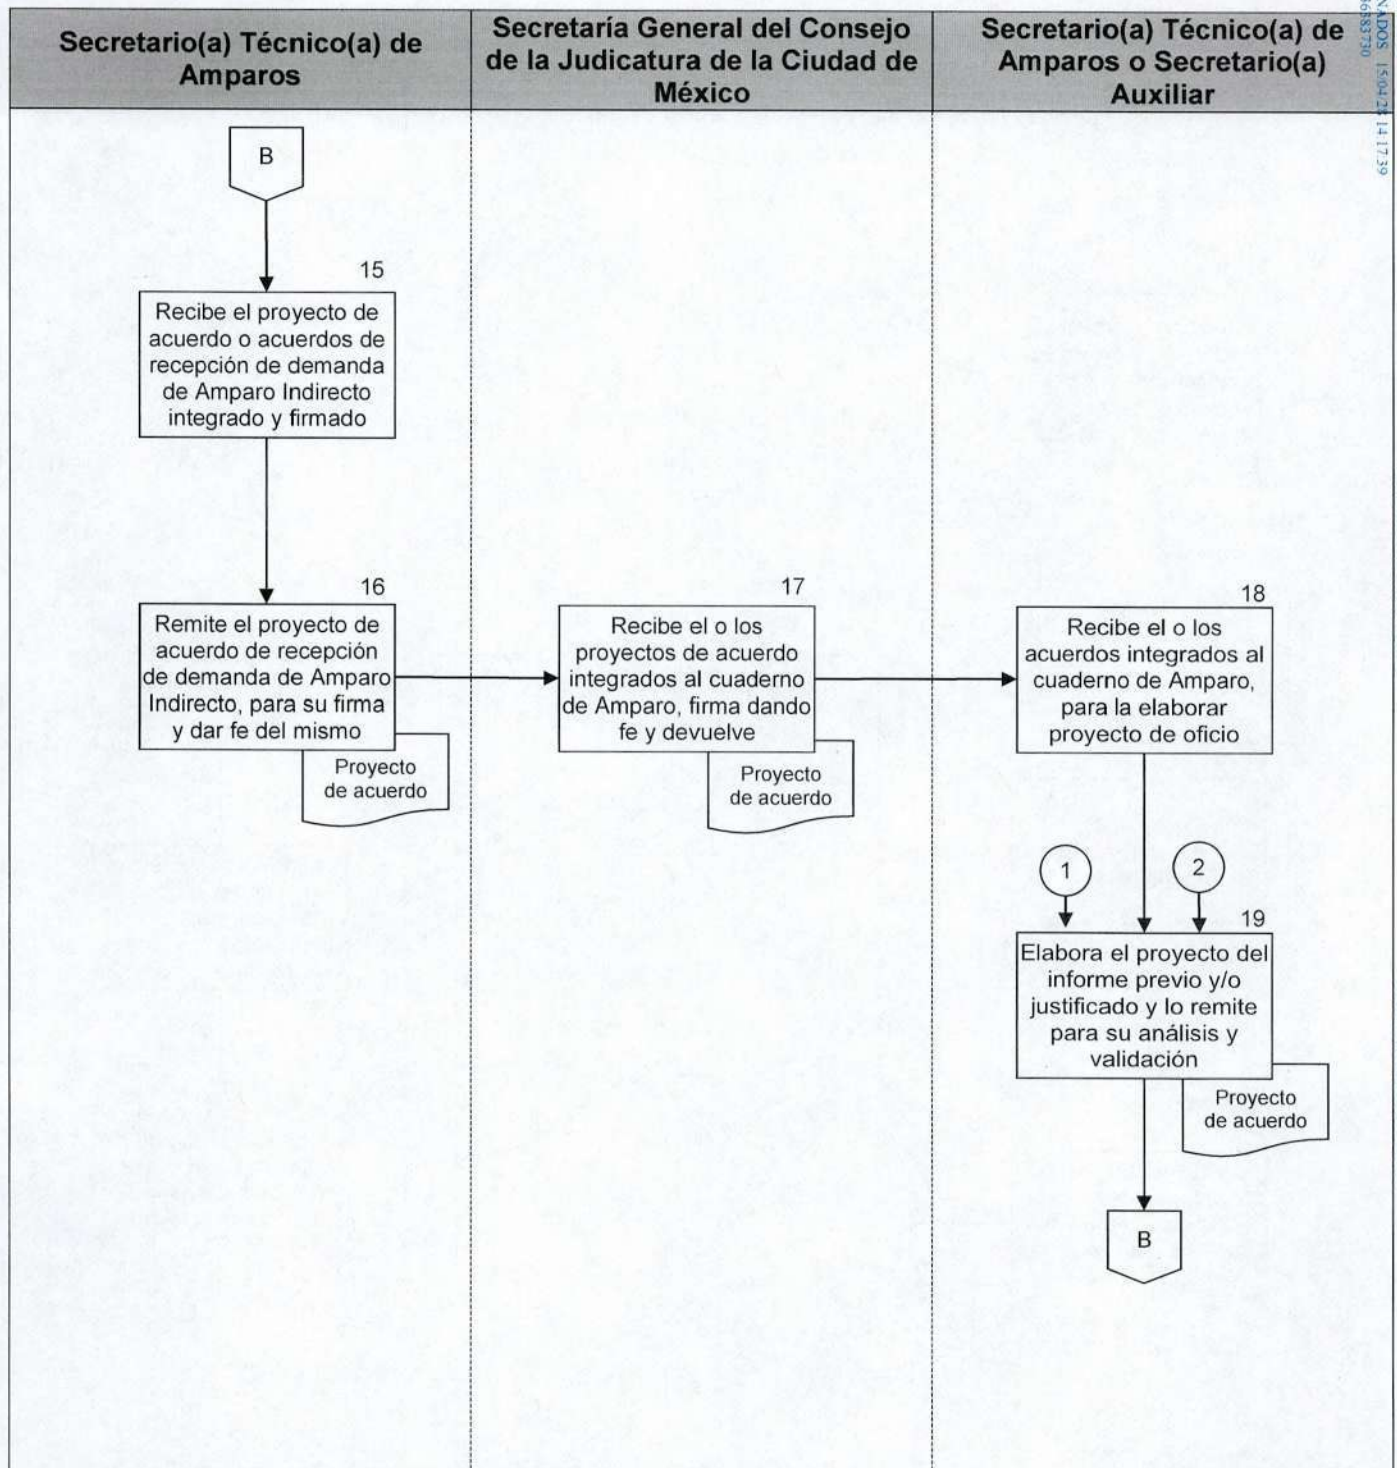 Secretario(a) Técnico(a) de
Amparos
Secretaría General del Consejo
de la Judicatura de la Ciudad de
México
Secretario(a) Técnico(a) de
Amparos o Secretario(a)
Auxiliar
B
15
Recibe el proyecto de
acuerdo o acuerdos de
recepción de demanda
de Amparo Indirecto
integrado y firmado
16
Remite el proyecto de
acuerdo de recepción
de demanda de Amparo
Indirecto, para su firma
y dar fe del mismo
Proyecto
de acuerdo
17
Recibe el o los
proyectos de acuerdo
integrados al cuaderno
de Amparo, firma dando
fe y devuelve
Proyecto
de acuerdo
18
Recibe el o los
acuerdos integrados al
cuaderno de Amparo,
para la elaborar
proyecto de oficio
1
2
19
Elabora el proyecto del
informe previo y/o
justificado y lo remite
para su análisis y
validación
Proyecto
de acuerdo
B
14:17:39